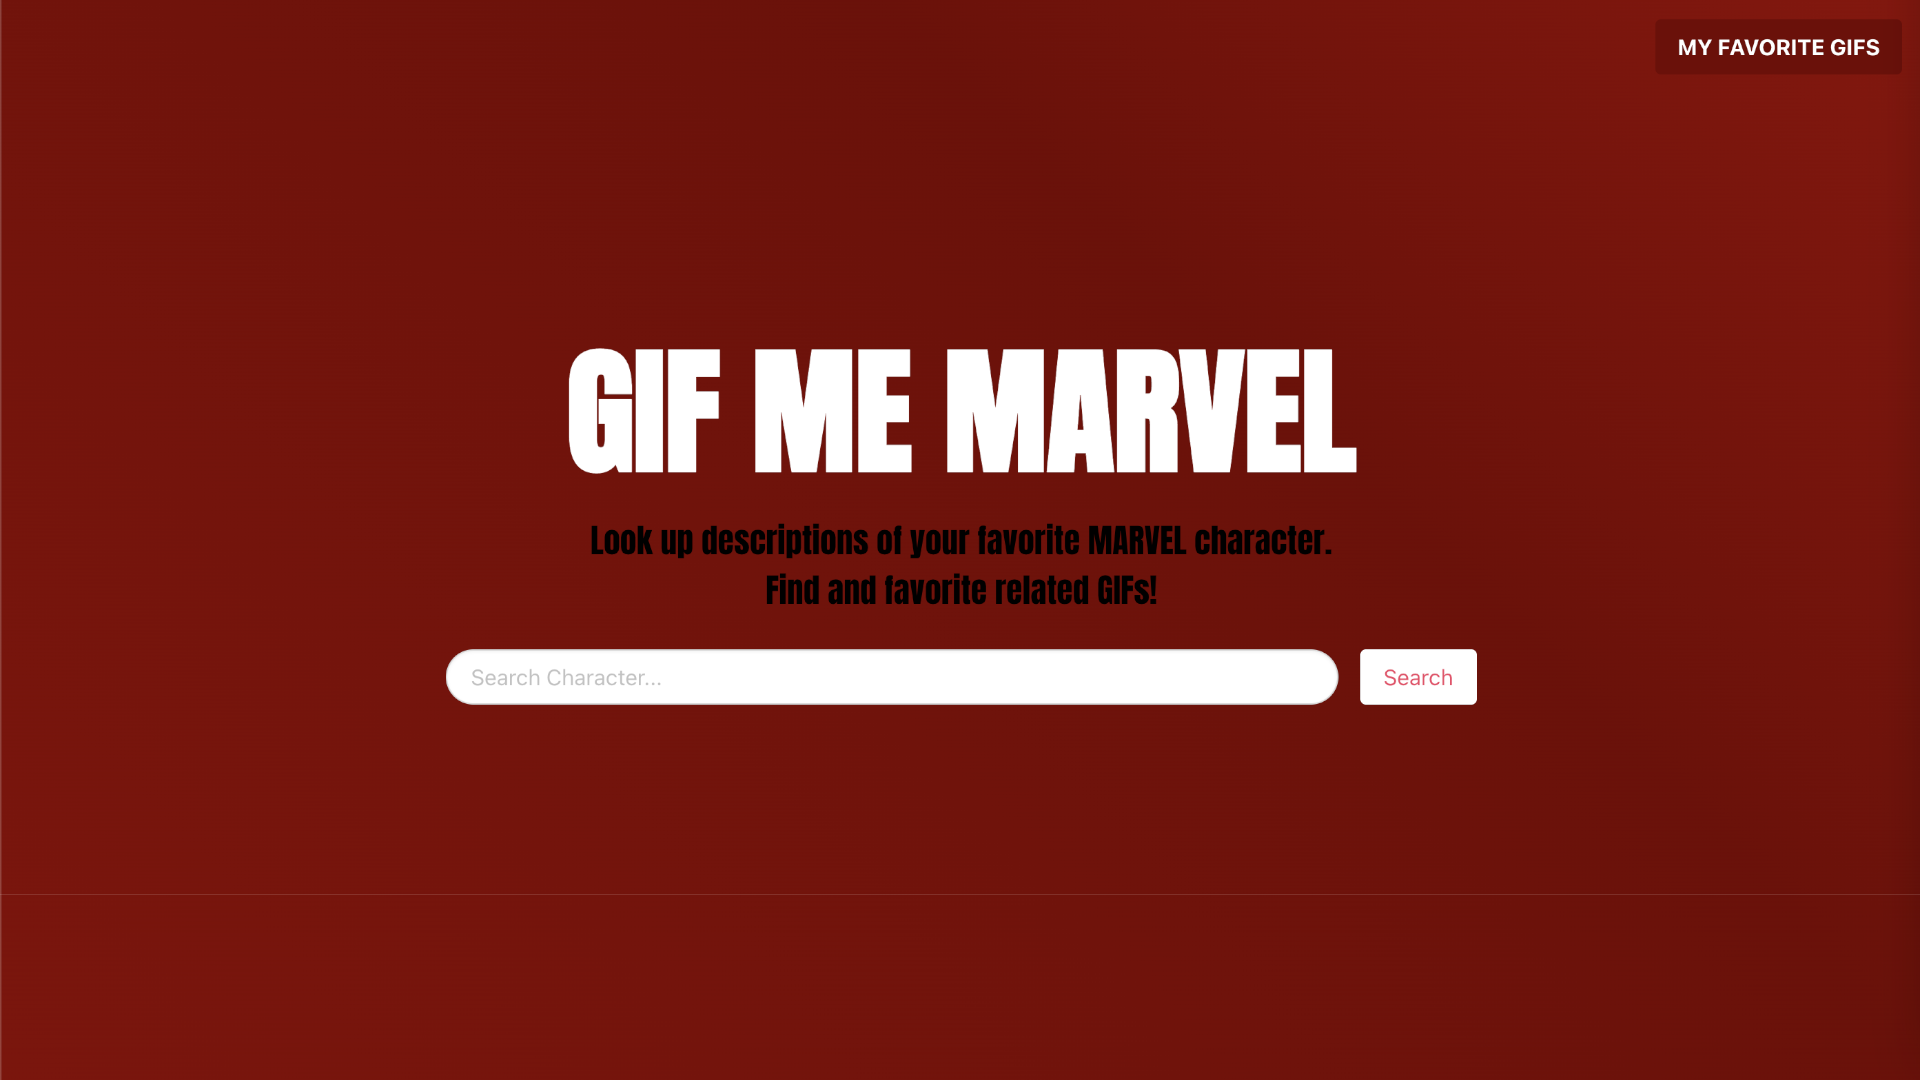 MY FAVORITE GIFS
GIF ME MARVEL
Look up descriptions of your favorite MARVEL character.
Find and favorite related GIFs!
Search Character...
Search